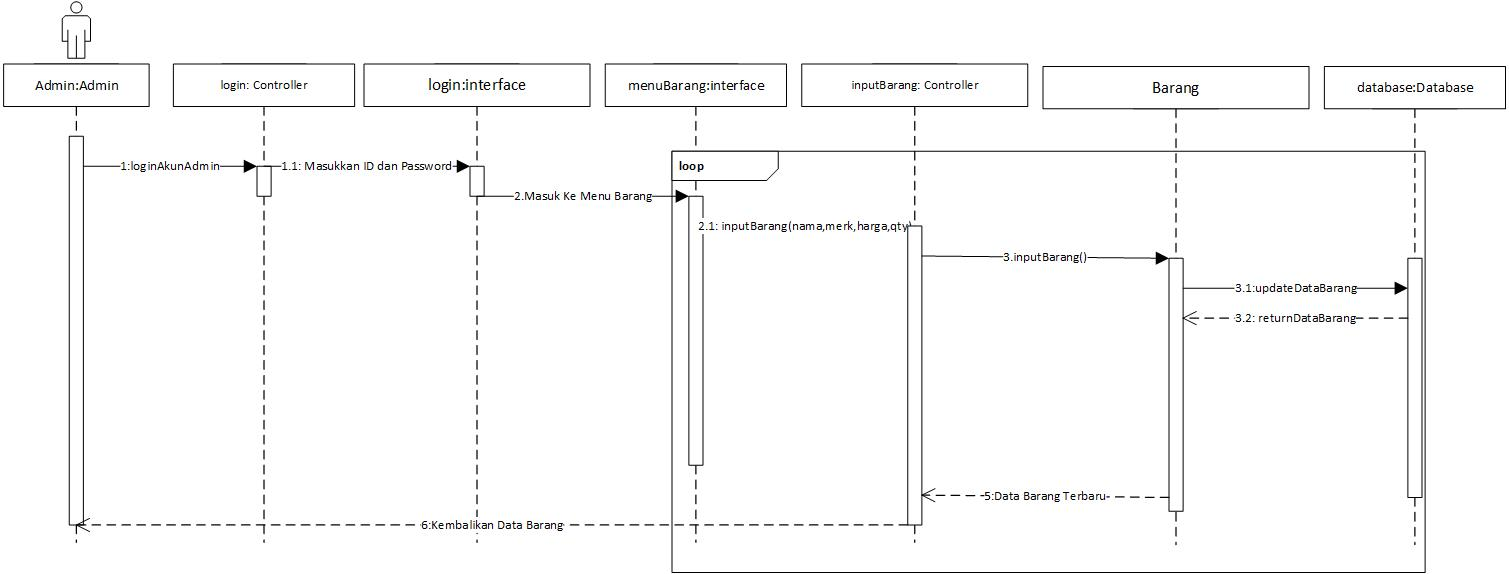 Admin:Admin
login: Controller
login:interface
menuBarang:interface
inputBarang: Controller
Barang
database:Database
loop
1:loginAkunAdmin
1.1: Masukkan ID dan Password
2.Masuk Ke Menu Barang
2.1: inputBarang(nama,merk,harga,qty)
3.inputBarang()
3.1:updateDataBarang
3.2: returnDataBarang
5:Data Barang Terbaru
6:Kembalikan Data Barang